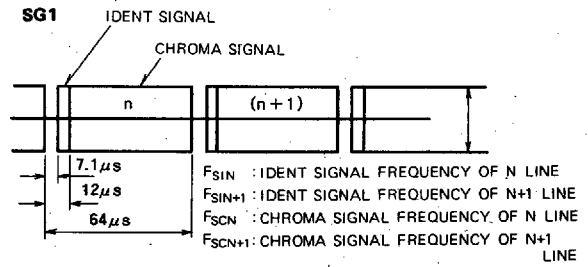 SG1
IDENT SIGNAL
CHROMA SIGNAL
n
(n+1)
7.1μs
12μs
64μs
FSIN : IDENT SIGNAL FREQUENCY OF N LINE
FSIN+1 : IDENT SIGNAL FREQUENCY OF N+1 LINE
FSCN : CHROMA SIGNAL FREQUENCY OF N LINE
FSCN+1 : CHROMA SIGNAL FREQUENCY OF N+1
LINE